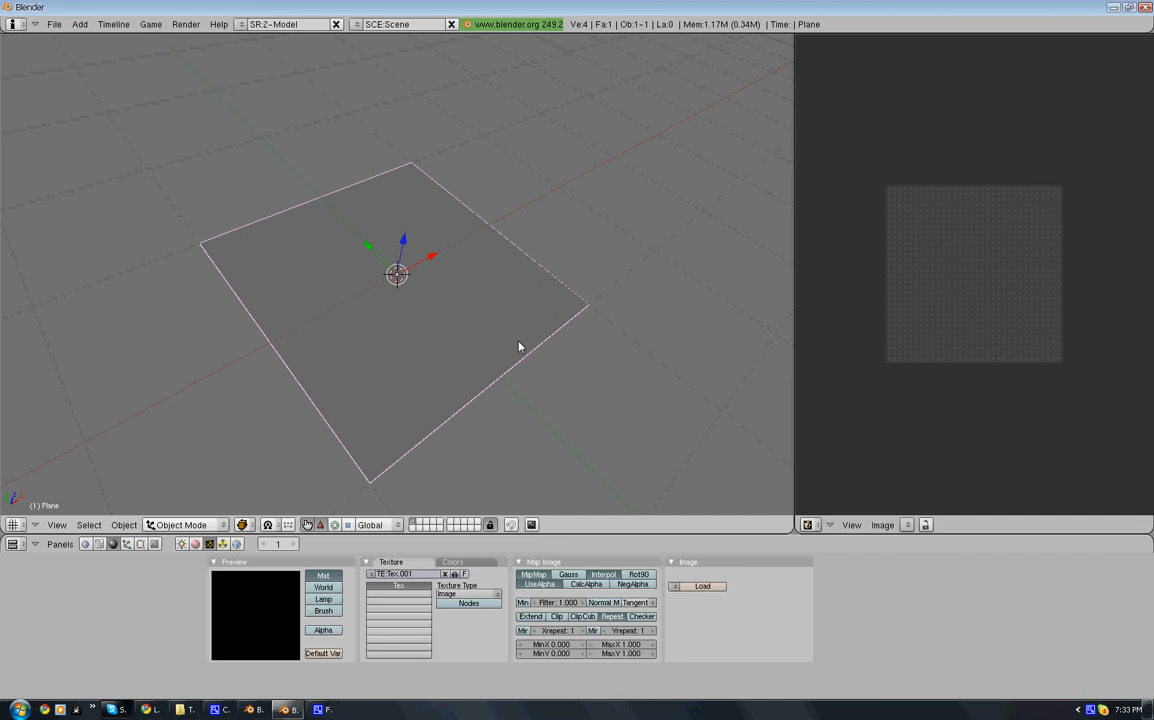 Blender
File Add Timeline Game Render Help SR:2-Model SCE:Scene www.blender.org 249.2 Ve:4 | Fa:1 | Ob:1-1 | La:0 | Mem:1.17M (0.34M) | Time: | Plane
(1) Plane
View Select Object Object Mode Global View Image
Panels 1
Preview Texture Colors Map Image Image
Mat TE:Tex.001 F MipMap Gauss Interpol Rot90
World Tex Texture Type UseAlpha CalcAlpha NegAlpha Load
Lamp Image
Brush Nodes Min Filter: 1.000 Normal M Tangent
Extend Clip ClipCub Repeat Checker
Alpha Mir Xrepeat: 1 Mir Yrepeat: 1
MinX 0.000 MaxX 1.000
Default Var MinY 0.000 MaxY 1.000
S. L. T. C. B. B. F. 7:33 PM